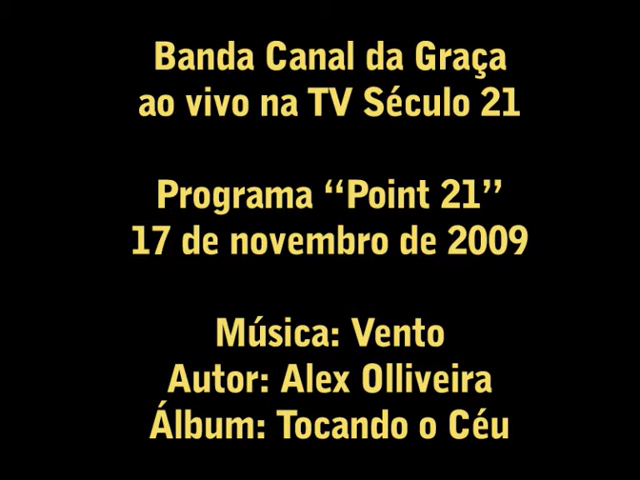 Banda Canal da Graça
ao vivo na TV Século 21
Programa “Point 21”
17 de novembro de 2009
Música: Vento
Autor: Alex Olliveira
Álbum: Tocando o Céu